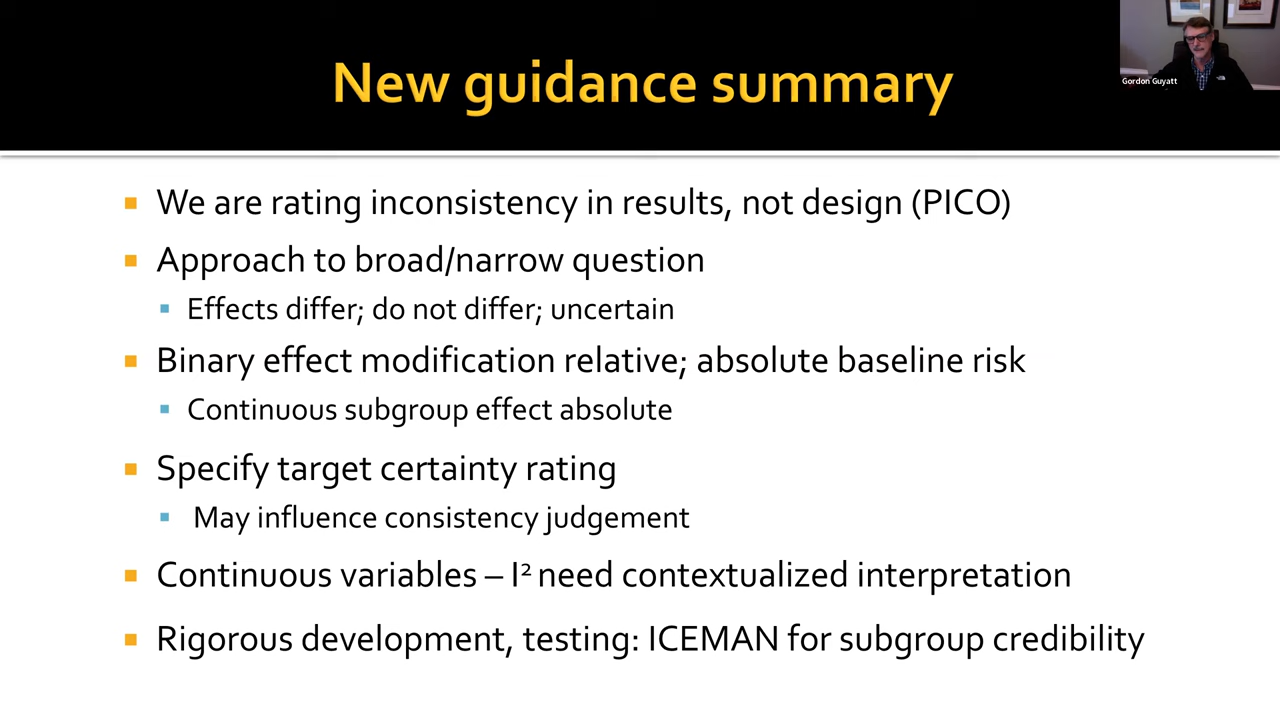 New guidance summary
Gordon Guyatt
We are rating inconsistency in results, not design (PICO)
Approach to broad/narrow question
Effects differ; do not differ; uncertain
Binary effect modification relative; absolute baseline risk
Continuous subgroup effect absolute
Specify target certainty rating
May influence consistency judgement
Continuous variables – I² need contextualized interpretation
Rigorous development, testing: ICEMAN for subgroup credibility